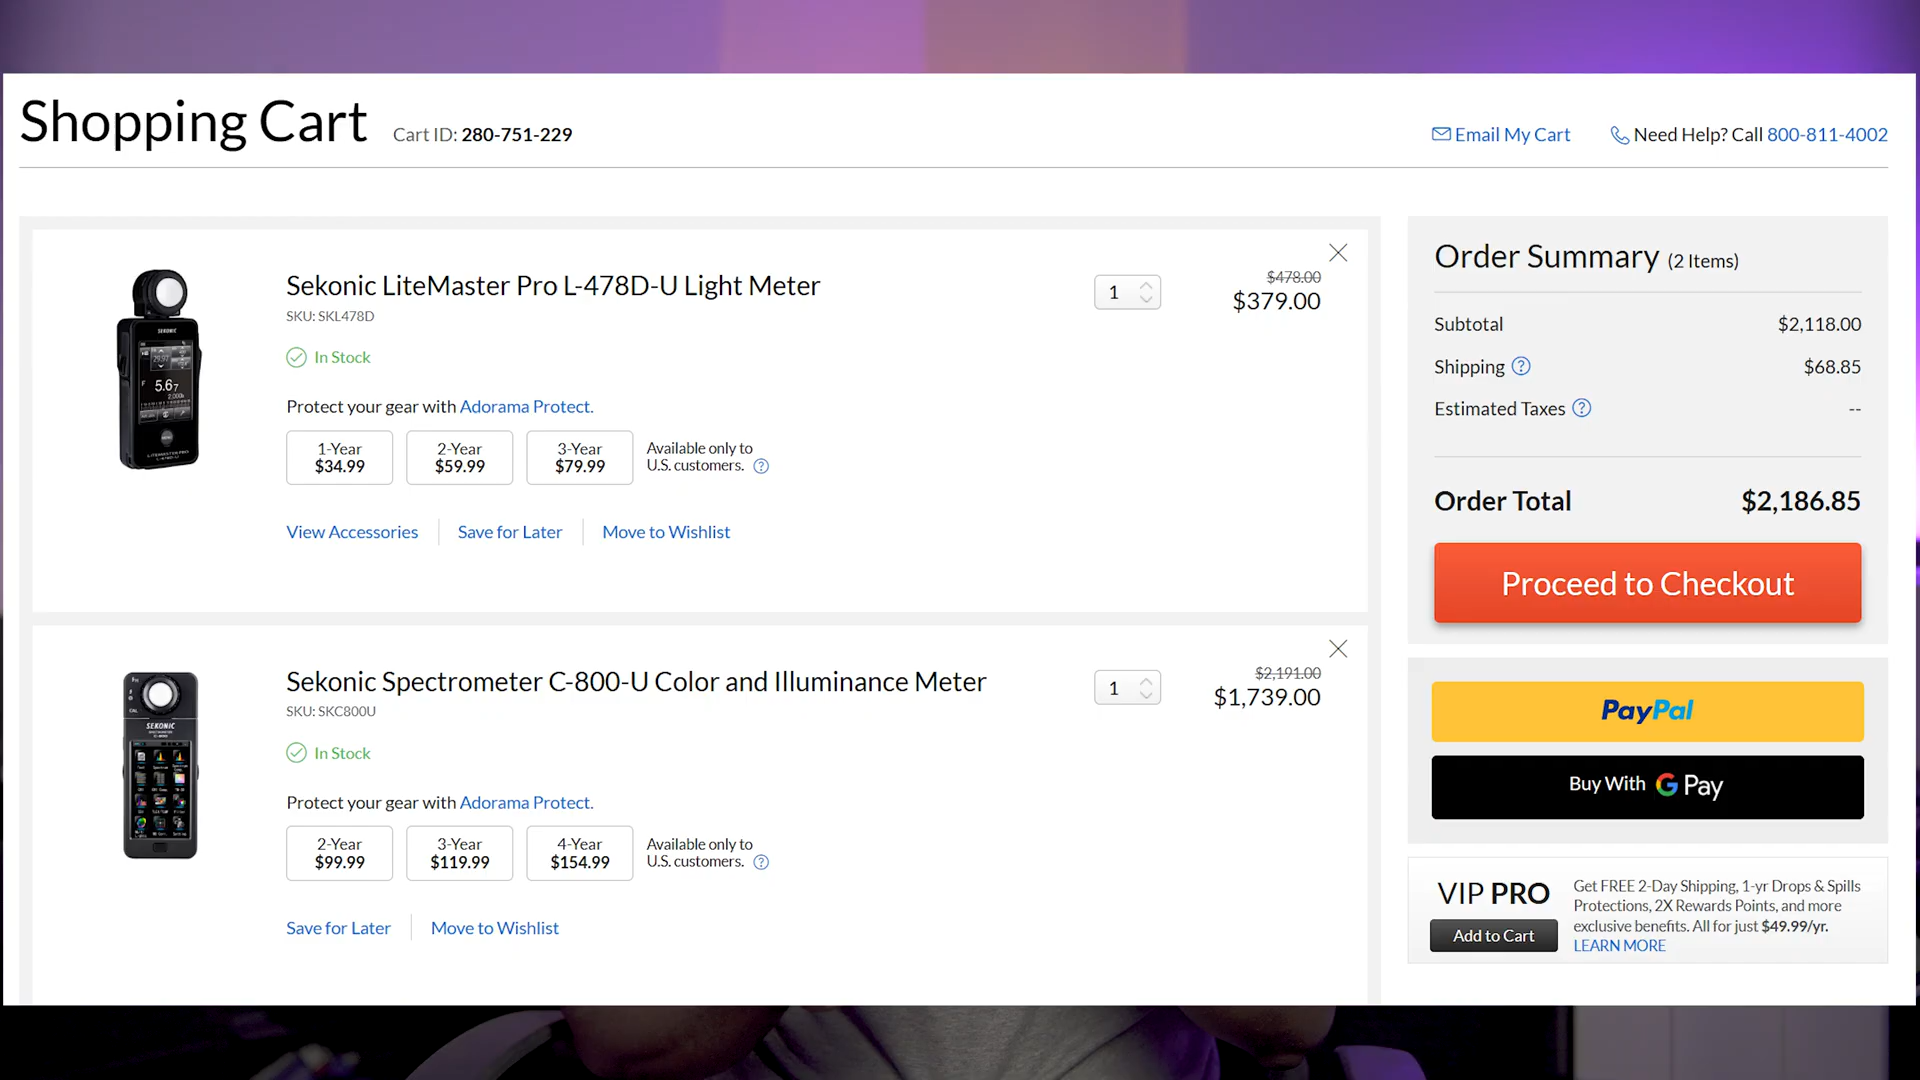 Shopping Cart Cart ID: 280-751-229
Email My Cart
Need Help? Call 800-811-4002
Sekonic LiteMaster Pro L-478D-U Light Meter
SKU: SKL478D
In Stock
1
$478.00
$379.00
Protect your gear with Adorama Protect.
1-Year
$34.99
2-Year
$59.99
3-Year
$79.99
Available only to
U.S. customers.
View Accessories
Save for Later
Move to Wishlist
SEKONIC
5.67
Sekonic Spectrometer C-800-U Color and Illuminance Meter
SKU: SKC800U
In Stock
1
$2,191.00
$1,739.00
Protect your gear with Adorama Protect.
2-Year
$99.99
3-Year
$119.99
4-Year
$154.99
Available only to
U.S. customers.
Save for Later
Move to Wishlist
SEKONIC
Order Summary (2 Items)
Subtotal $2,118.00
Shipping $68.85
Estimated Taxes --
Order Total $2,186.85
Proceed to Checkout
PayPal
Buy With G Pay
VIP PRO
Add to Cart
Get FREE 2-Day Shipping, 1-yr Drops & Spills
Protections, 2X Rewards Points, and more
exclusive benefits. All for just $49.99/yr.
LEARN MORE